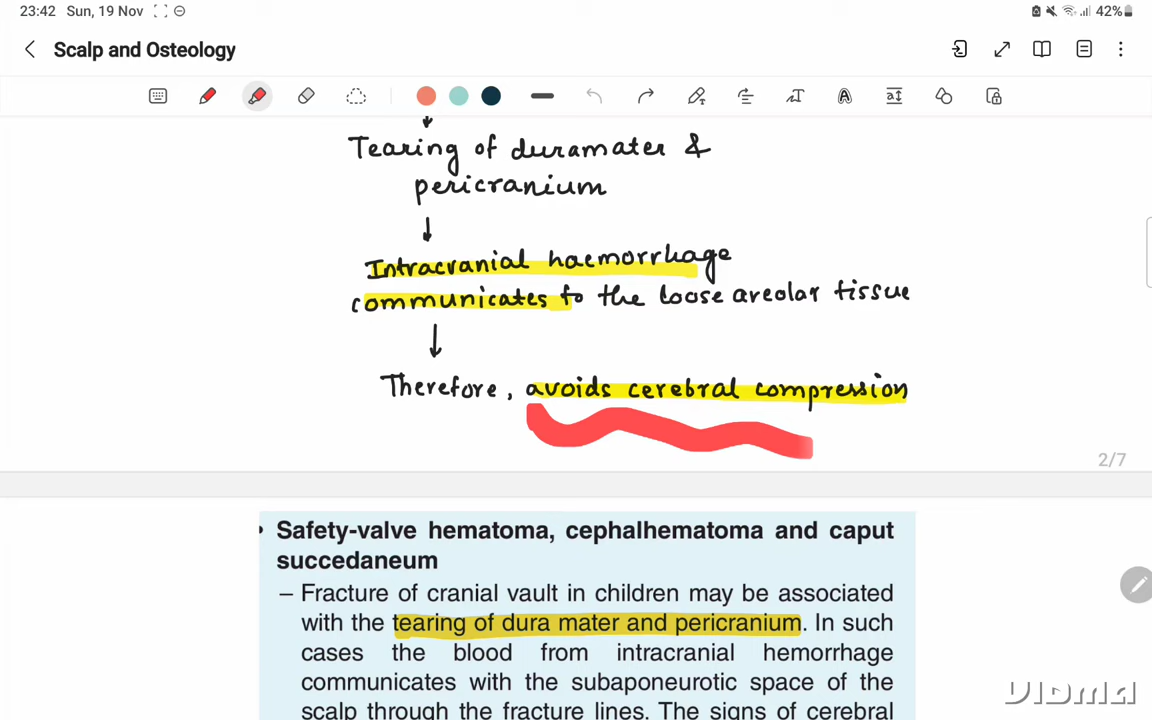 23:42 Sun, 19 Nov 42%
Scalp and Osteology
Tearing of duramater &
pericranium
Intracranial haemorrhage
communicates to the loose areolar tissue
Therefore, avoids cerebral compression
2/7
• Safety-valve hematoma, cephalhematoma and caput
succedaneum
– Fracture of cranial vault in children may be associated
with the tearing of dura mater and pericranium. In such
cases the blood from intracranial hemorrhage
communicates with the subaponeurotic space of the
scalp through the fracture lines. The signs of cerebral
VIDMA